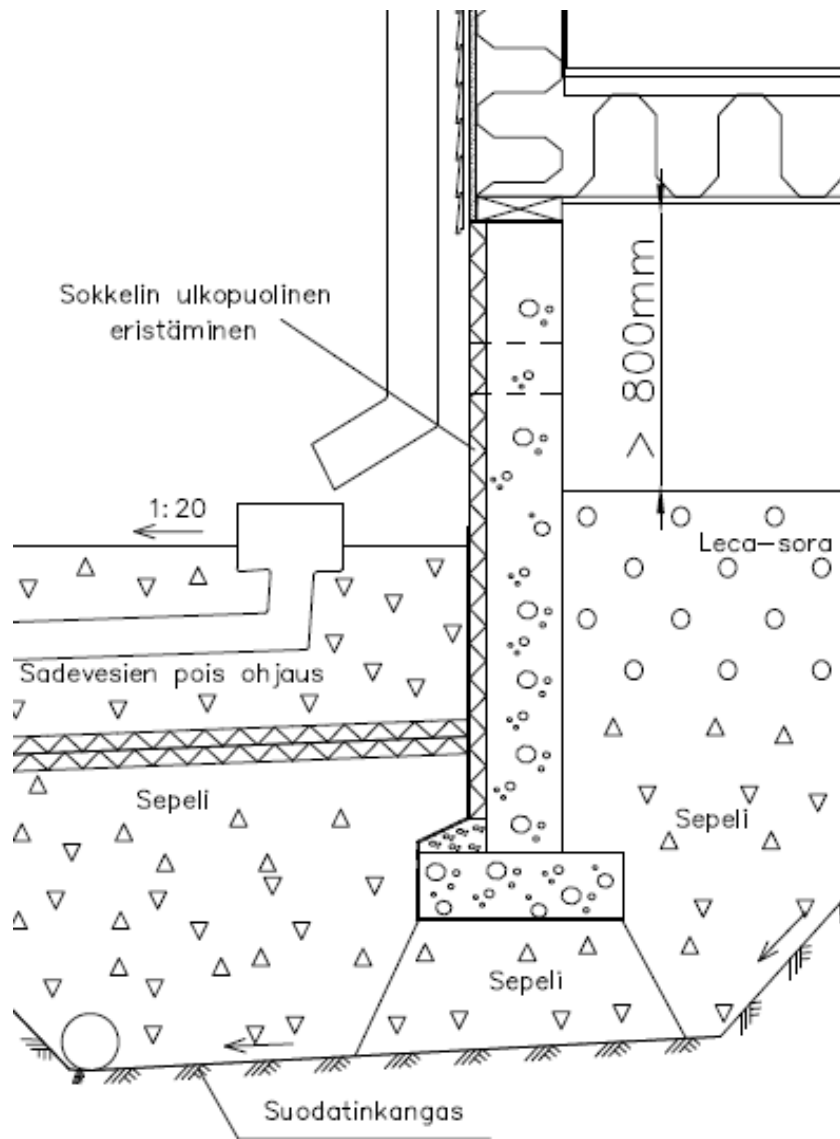 Sokkelin ulkopuolinen
eristäminen
> 800mm
1:20
Leca-sora
Sadevesien pois ohjaus
Sepeli
Sepeli
Sepeli
Suodatinkangas